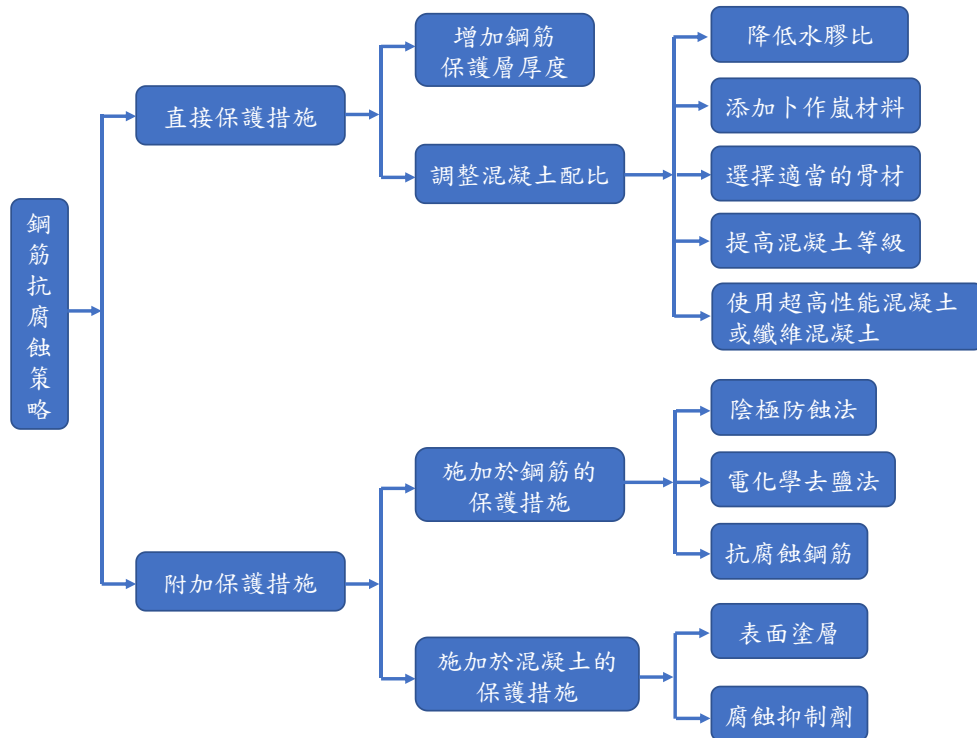 鋼筋抗腐蝕策略
直接保護措施
增加鋼筋
保護層厚度
調整混凝土配比
降低水膠比
添加卜作嵐材料
選擇適當的骨材
提高混凝土等級
使用超高性能混凝土
或纖維混凝土
附加保護措施
施加於鋼筋的
保護措施
陰極防蝕法
電化學去鹽法
抗腐蝕鋼筋
施加於混凝土的
保護措施
表面塗層
腐蝕抑制劑